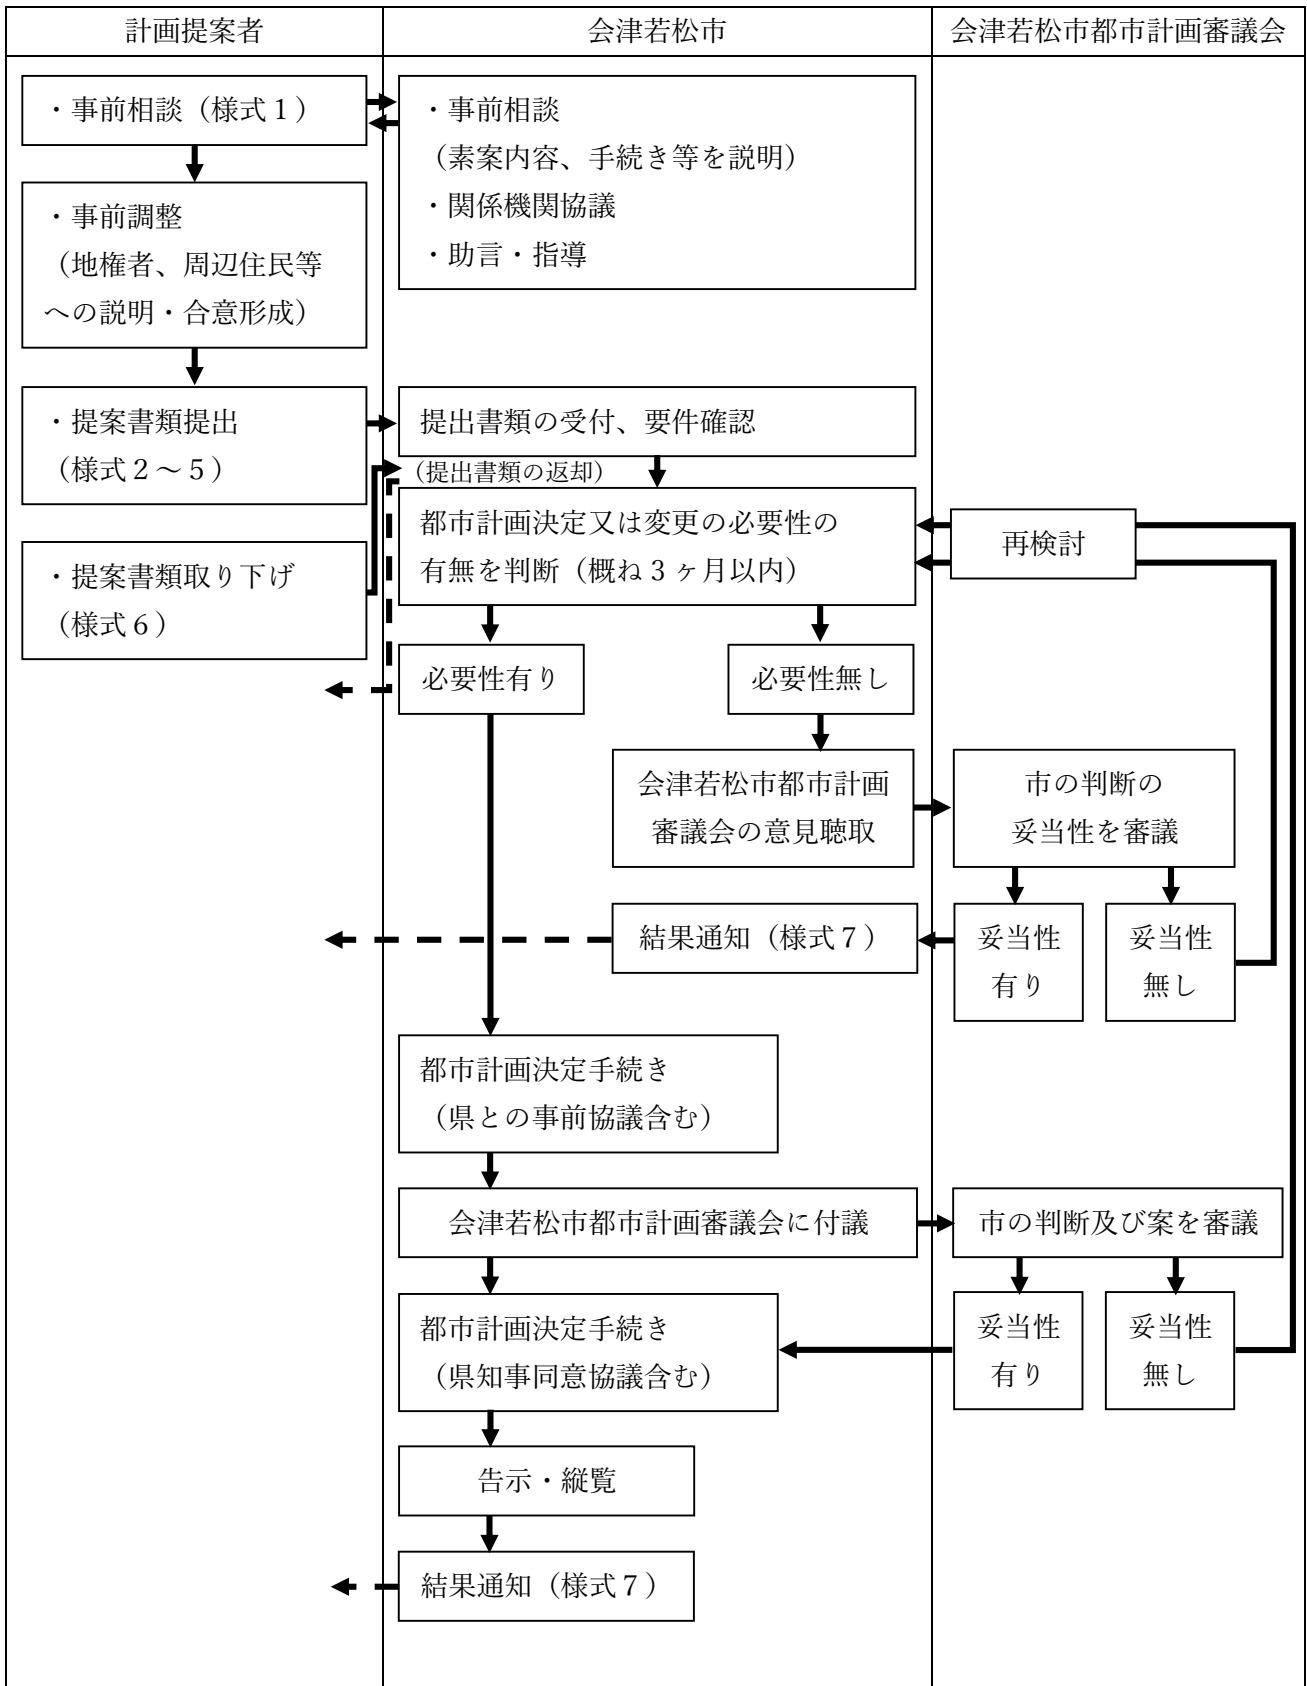 計画提案者
会津若松市
会津若松市都市計画審議会
・事前相談（様式１）
・事前相談
（素案内容、手続き等を説明）
・関係機関協議
・助言・指導
・事前調整
（地権者、周辺住民等
への説明・合意形成）
・提案書類提出
（様式２～５）
提出書類の受付、要件確認
（提出書類の返却）
都市計画決定又は変更の必要性の
有無を判断（概ね３ヶ月以内）
再検討
・提案書類取り下げ
（様式６）
必要性有り
必要性無し
会津若松市都市計画
審議会の意見聴取
市の判断の
妥当性を審議
結果通知（様式７）
妥当性
有り
妥当性
無し
都市計画決定手続き
（県との事前協議含む）
会津若松市都市計画審議会に付議
市の判断及び案を審議
都市計画決定手続き
（県知事同意協議含む）
妥当性
有り
妥当性
無し
告示・縦覧
結果通知（様式７）